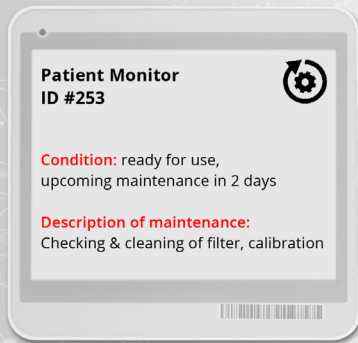 Patient Monitor
ID #253
Condition: ready for use,
upcoming maintenance in 2 days
Description of maintenance:
Checking & cleaning of filter, calibration